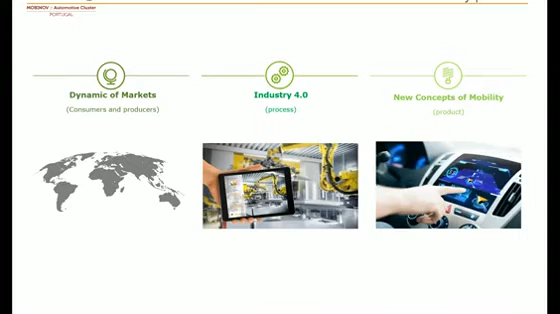 MOBINOV - Automotive Cluster
PORTUGAL
Dynamic of Markets
(Consumers and producers)
Industry 4.0
(process)
New Concepts of Mobility
(product)